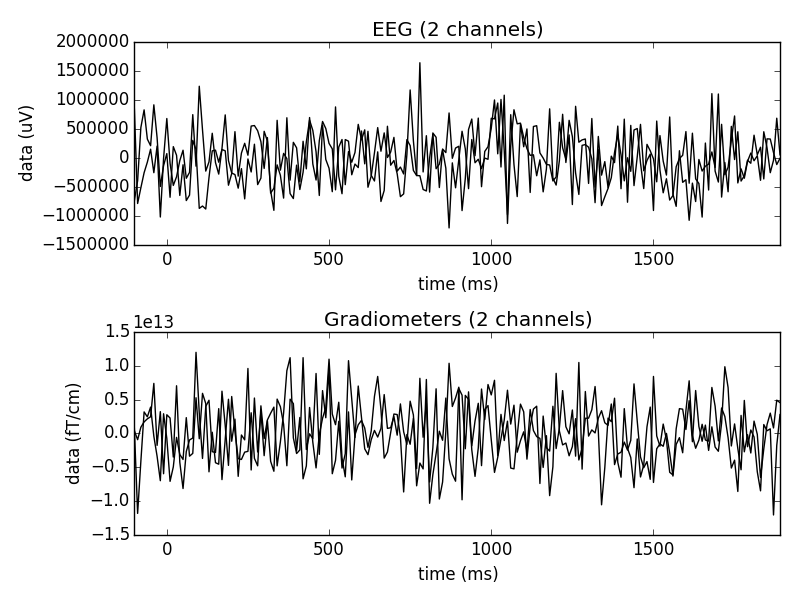 EEG (2 channels)
2000000
1500000
1000000
500000
0
−500000
−1000000
−1500000
data (uV)
0 500 1000 1500
time (ms)
Gradiometers (2 channels)
1e13
1.5
1.0
0.5
0.0
−0.5
−1.0
−1.5
data (fT/cm)
0 500 1000 1500
time (ms)